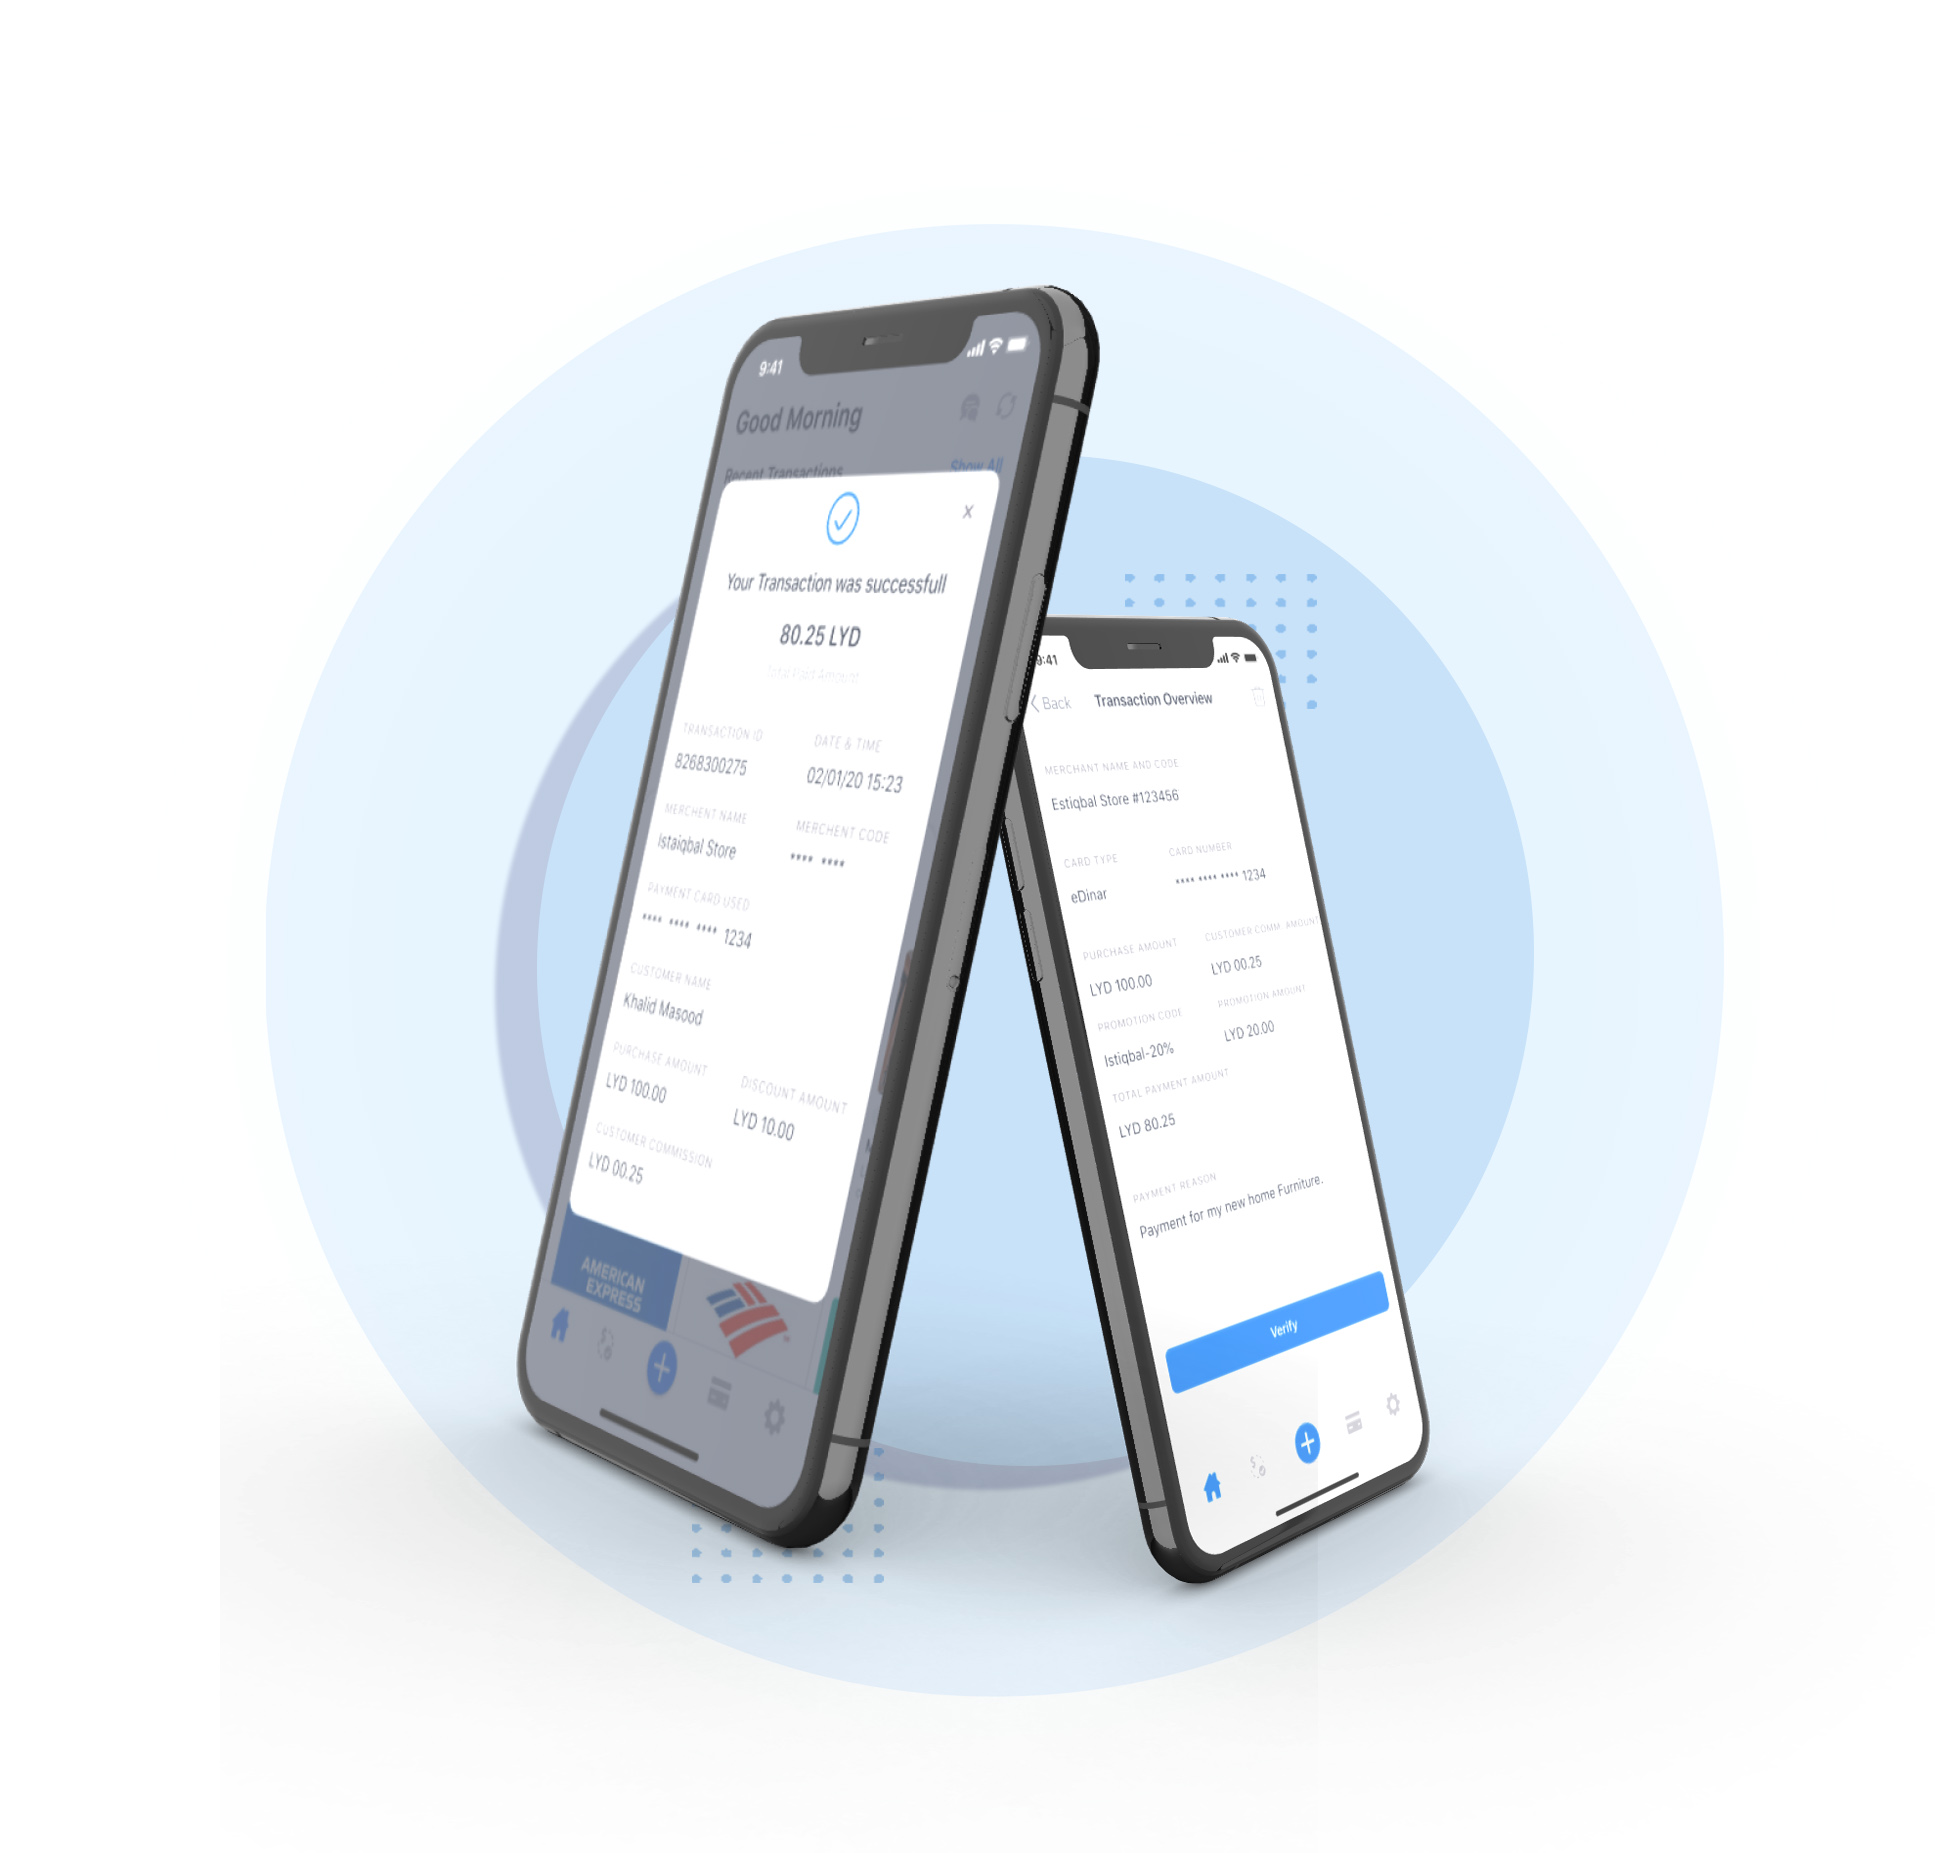 9:41
Good Morning
Recent Transactions Show All
x
Your Transaction was successfull
80.25 LYD
Total Paid Amount
TRANSACTION ID DATE & TIME
8268300275 02/01/20 15:23
MERCHENT NAME MERCHENT CODE
Istaiqbal Store **** ****
PAYMENT CARD USED
**** **** **** 1234
CUSTOMER NAME
Khalid Masood
PURCHASE AMOUNT DISCOUNT AMOUNT
LYD 100.00 LYD 10.00
CUSTOMER COMMISSION
LYD 00.25
AMERICAN
EXPRESS
9:41
Back Transaction Overview
MERCHANT NAME AND CODE
Estiqbal Store #123456
CARD TYPE CARD NUMBER
eDinar **** **** **** 1234
PURCHASE AMOUNT CUSTOMER COMM. AMOUNT
LYD 100.00 LYD 00.25
PROMOTION CODE PROMOTION AMOUNT
Istiqbal-20% LYD 20.00
TOTAL PAYMENT AMOUNT
LYD 80.25
PAYMENT REASON
Payment for my new home Furniture.
Verify